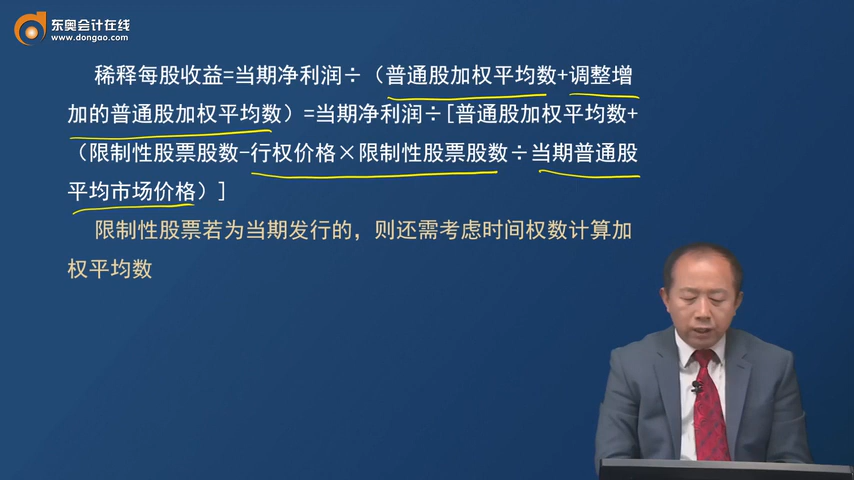 东奥会计在线
www.dongao.com
稀释每股收益=当期净利润÷（普通股加权平均数+调整增
加的普通股加权平均数）=当期净利润÷[普通股加权平均数+
（限制性股票股数-行权价格×限制性股票股数÷当期普通股
平均市场价格）]
限制性股票若为当期发行的，则还需考虑时间权数计算加
权平均数